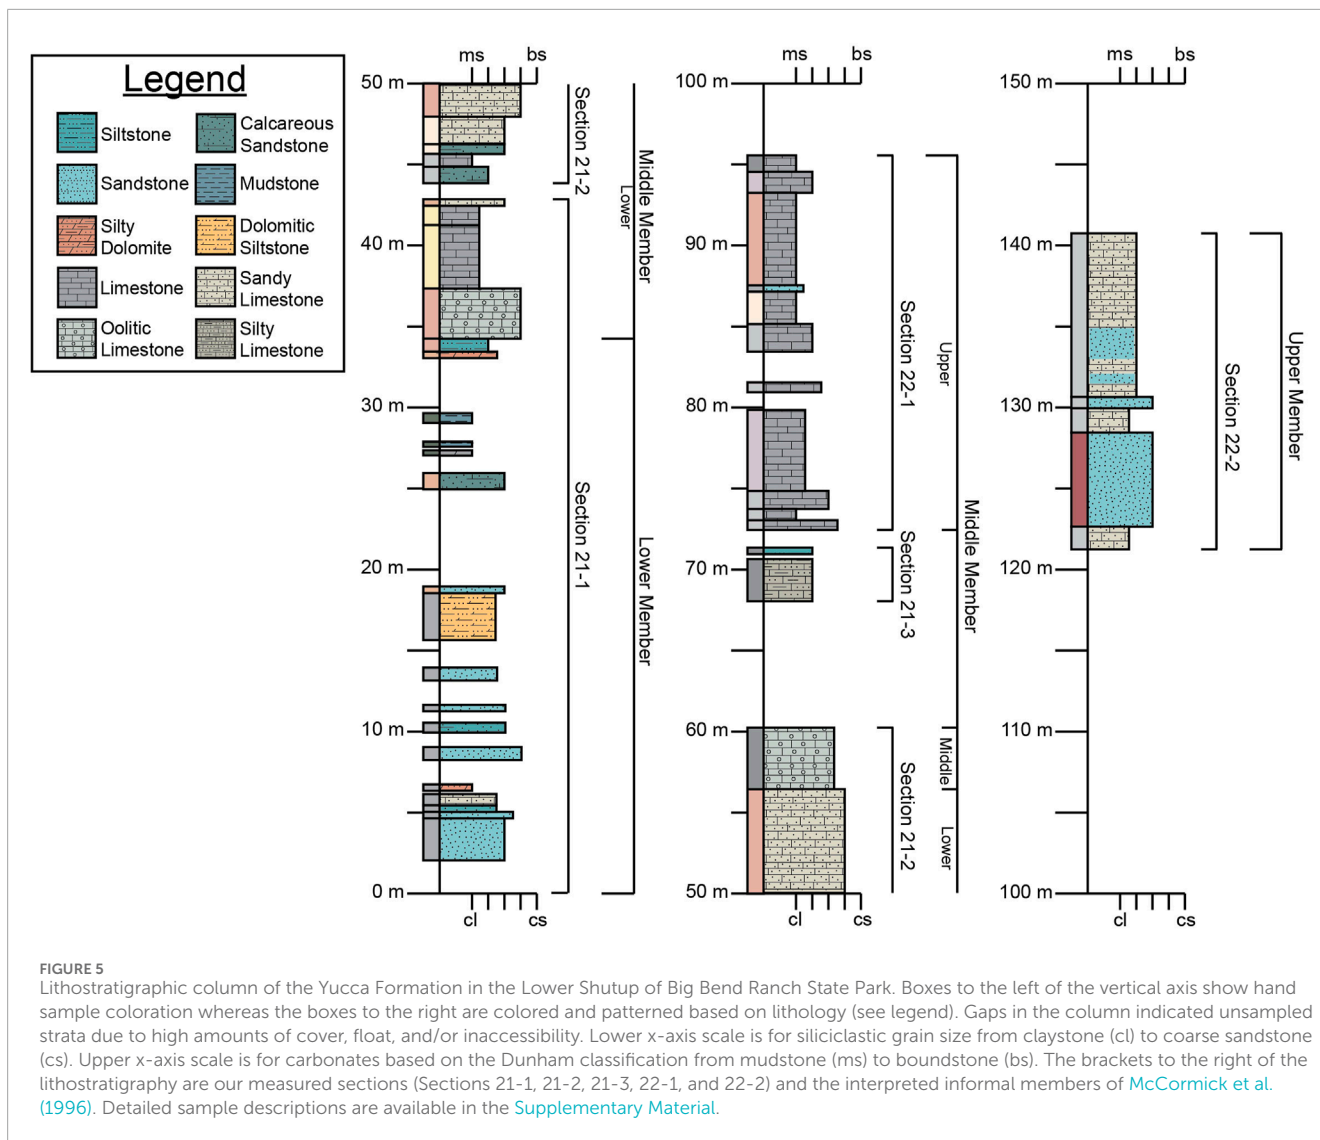 Legend
Siltstone
Calcareous
Sandstone
Sandstone
Mudstone
Silty
Dolomite
Dolomitic
Siltstone
Limestone
Sandy
Limestone
Oolitic
Limestone
Silty
Limestone
ms
bs
50 m
40 m
30 m
20 m
10 m
0 m
cl
cs
Section 21-2
Section 21-1
Lower
Middle Member
Lower Member
ms
bs
100 m
90 m
80 m
70 m
60 m
50 m
cl
cs
Section 22-1
Section 21-3
Section 21-2
Upper
Middle
Lower
Middle Member
ms
bs
150 m
140 m
130 m
120 m
110 m
100 m
cl
cs
Section 22-2
Upper Member
FIGURE 5
Lithostratigraphic column of the Yucca Formation in the Lower Shutup of Big Bend Ranch State Park. Boxes to the left of the vertical axis show hand
sample coloration whereas the boxes to the right are colored and patterned based on lithology (see legend). Gaps in the column indicated unsampled
strata due to high amounts of cover, float, and/or inaccessibility. Lower x-axis scale is for siliciclastic grain size from claystone (cl) to coarse sandstone
(cs). Upper x-axis scale is for carbonates based on the Dunham classification from mudstone (ms) to boundstone (bs). The brackets to the right of the
lithostratigraphy are our measured sections (Sections 21-1, 21-2, 21-3, 22-1, and 22-2) and the interpreted informal members of McCormick et al.
(1996). Detailed sample descriptions are available in the Supplementary Material.